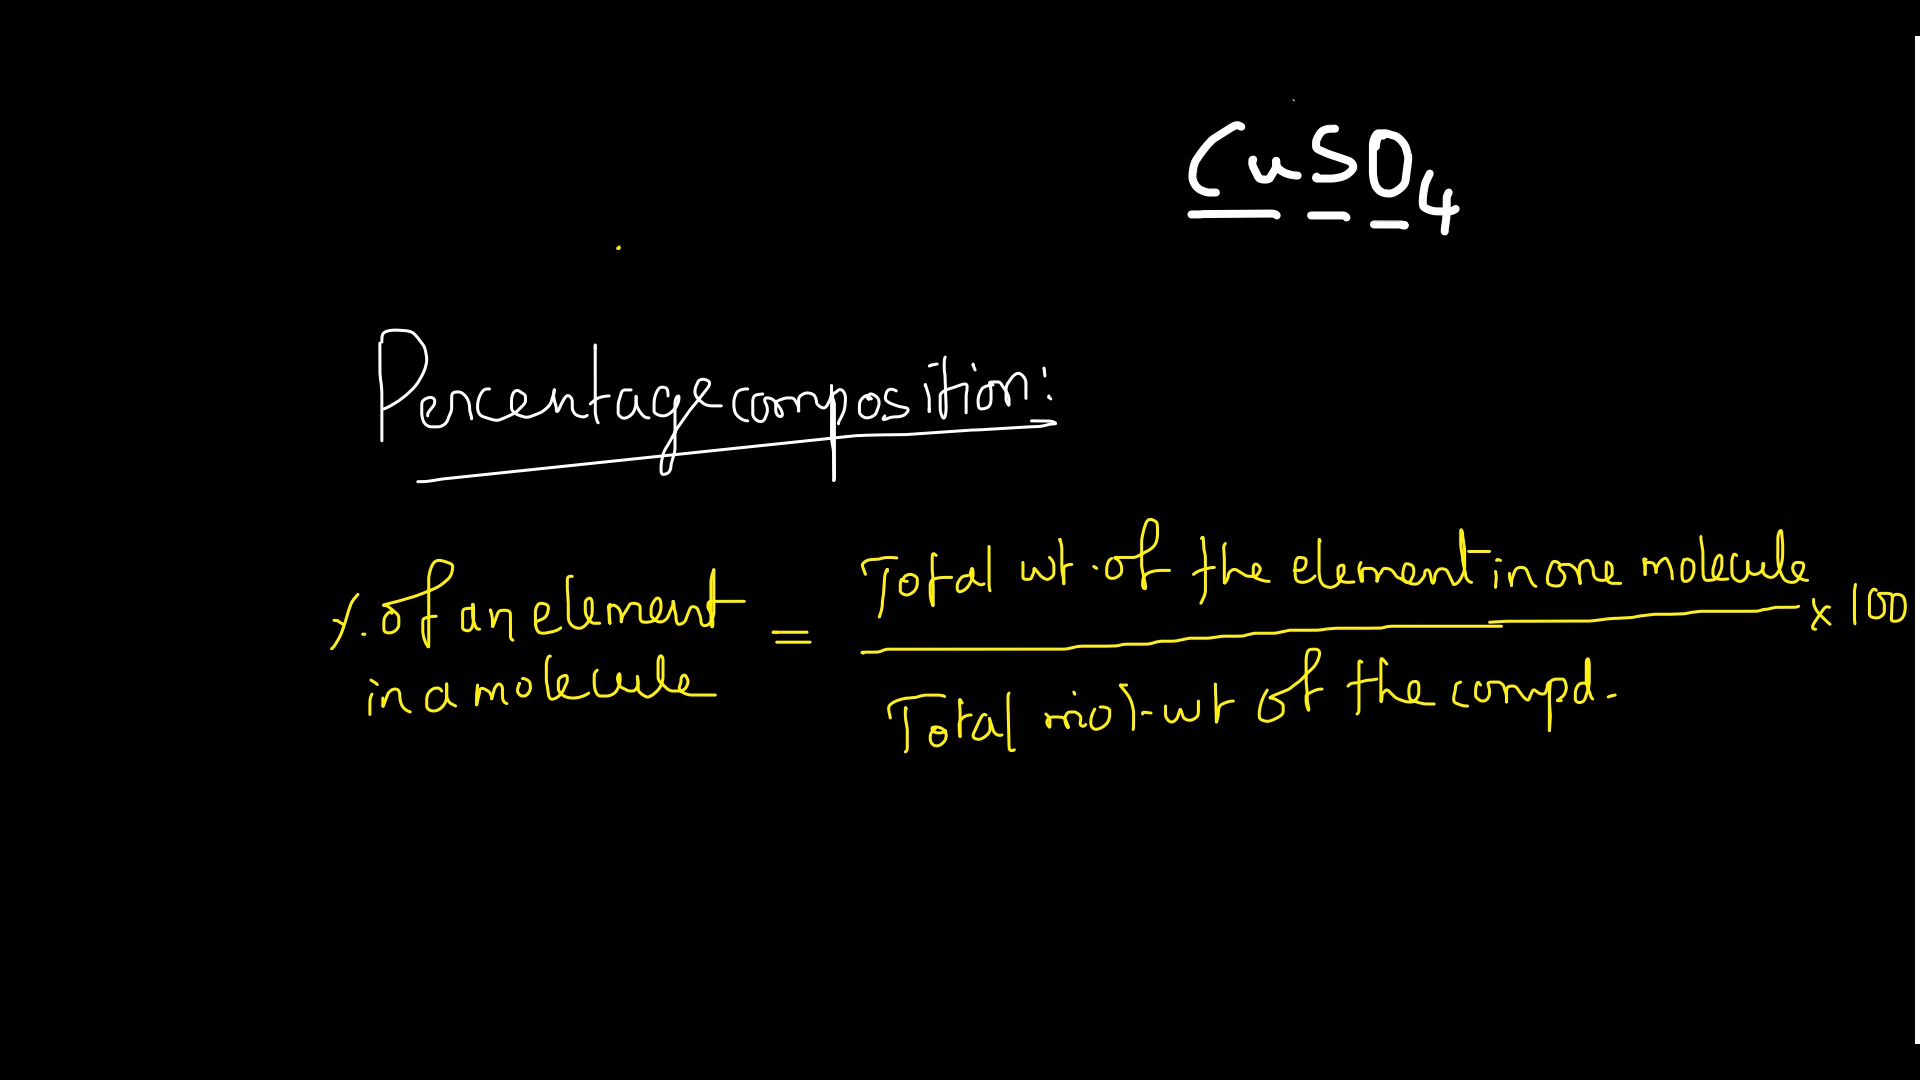 CuSO₄
Percentage composition:
%. of an element in a molecule = Total wt. of the element in one molecule / Total mol-wt of the compd. x 100